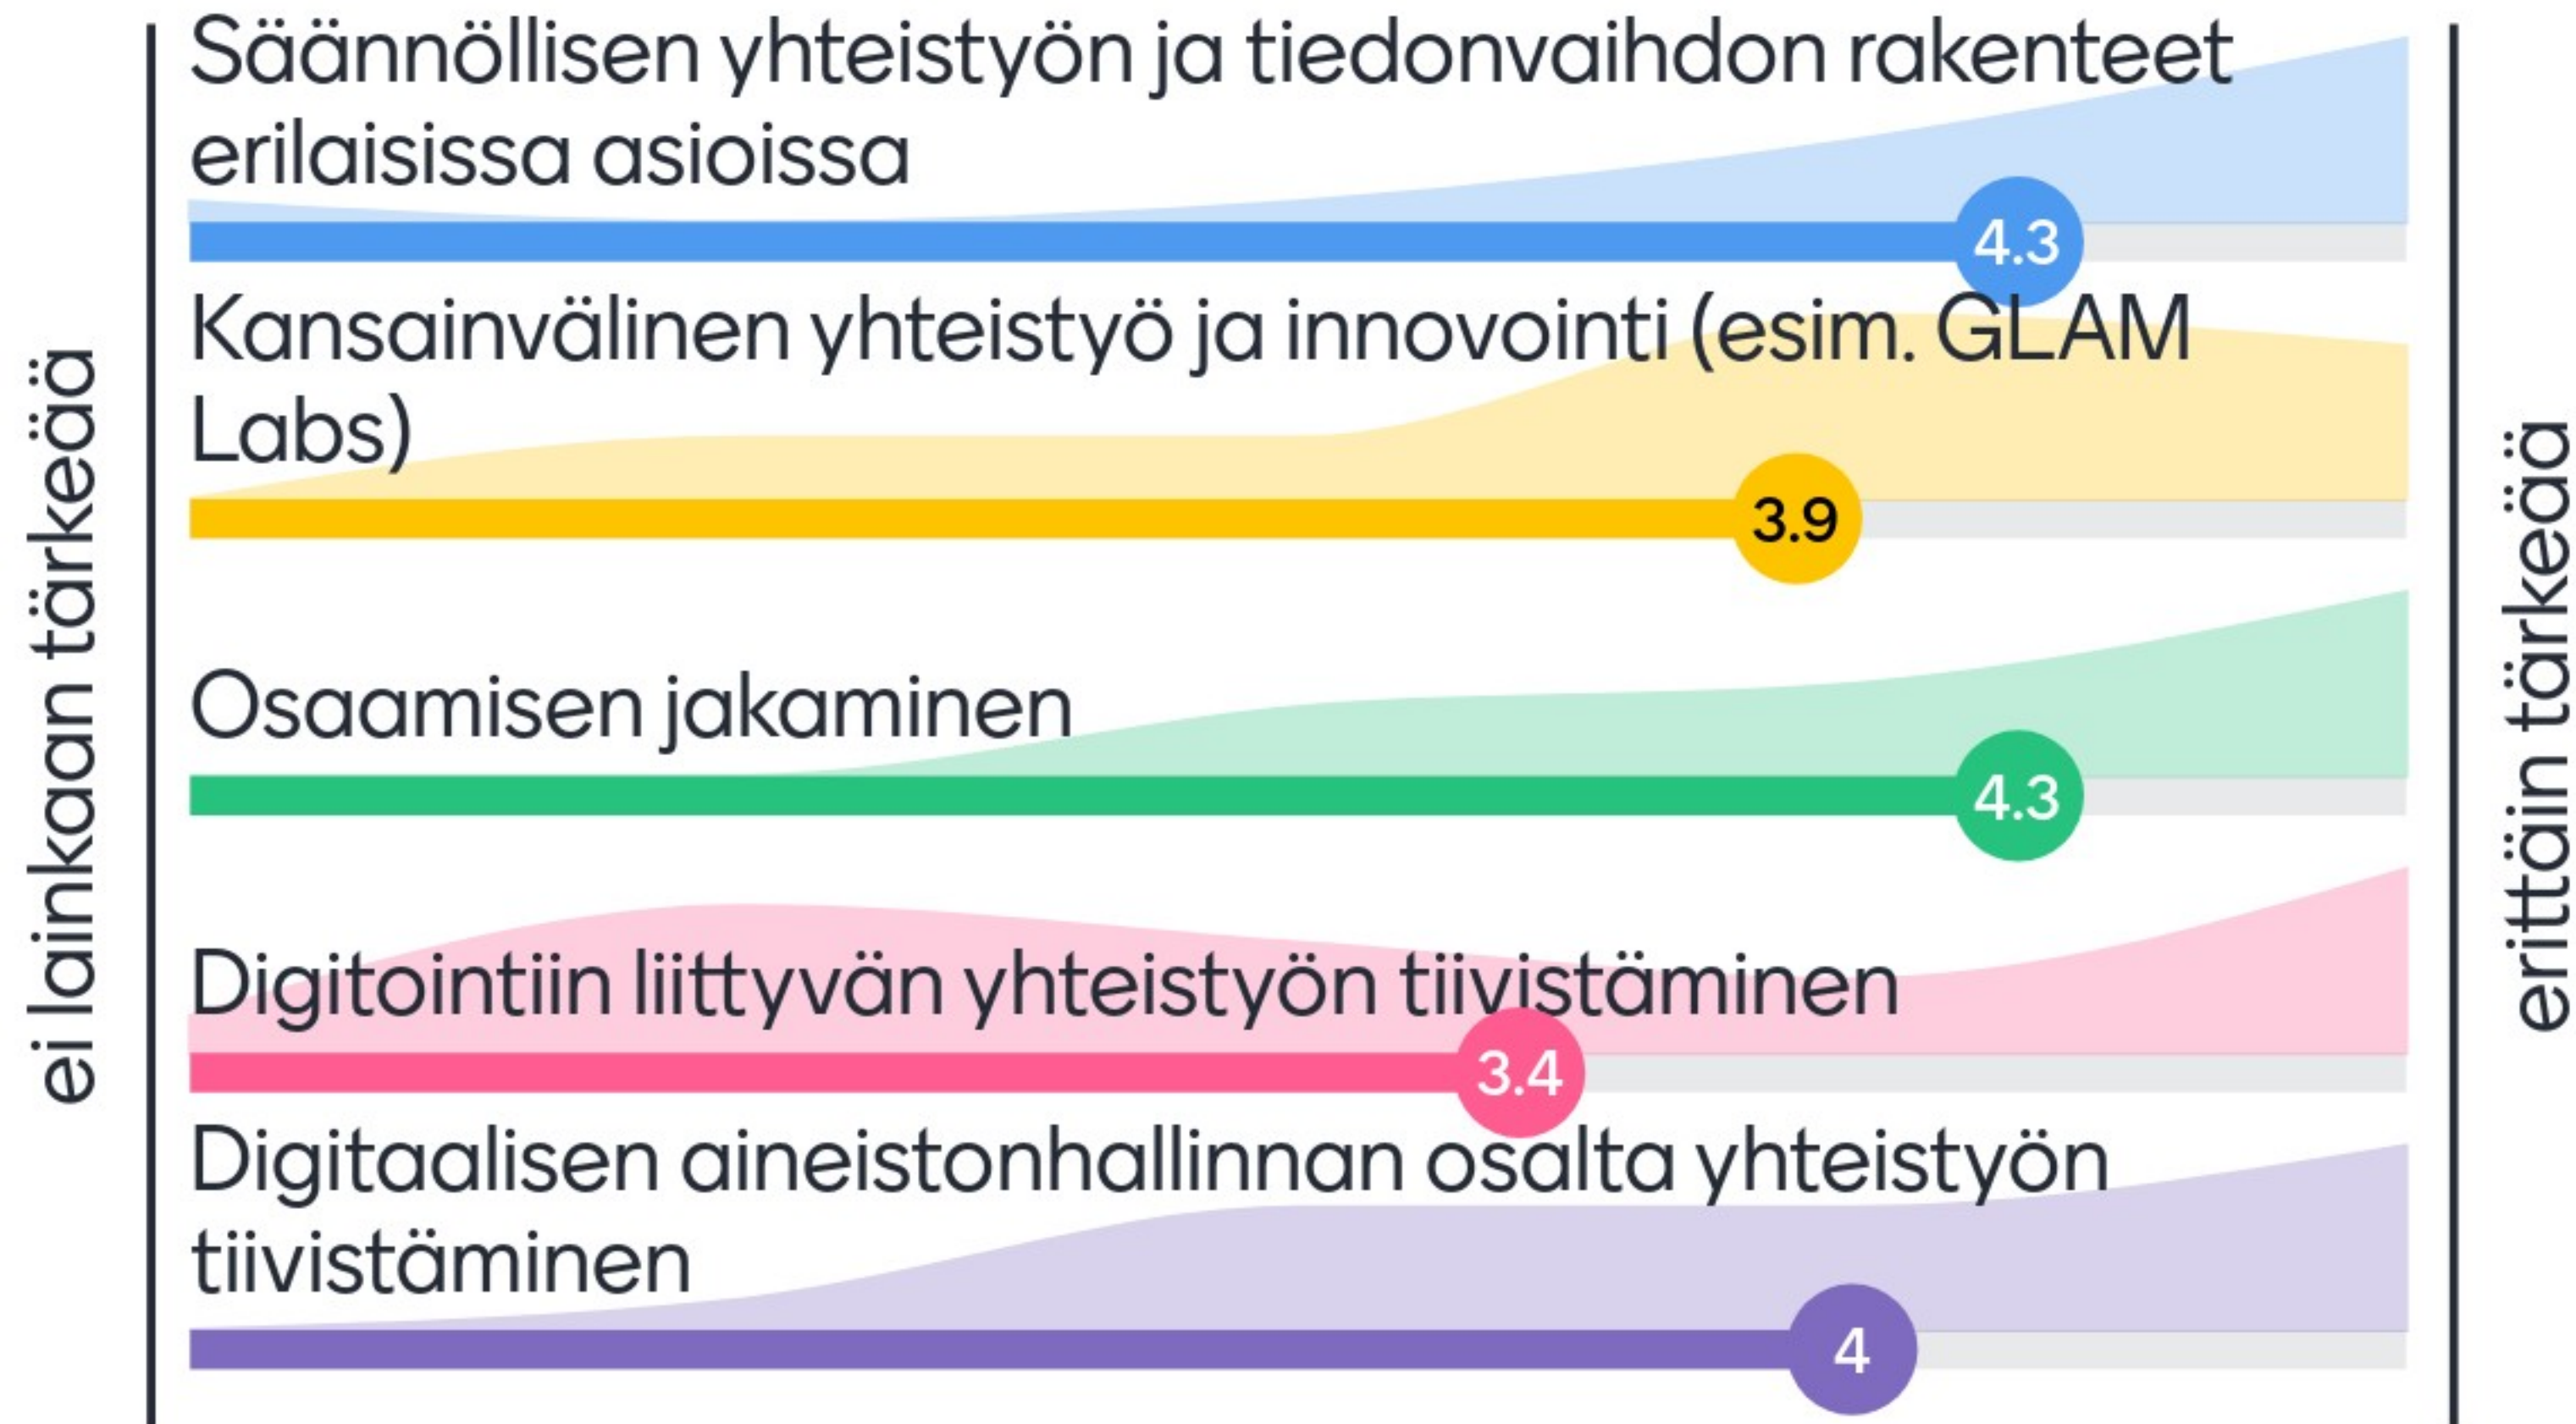 ei lainkaan tärkeää
Säännöllisen yhteistyön ja tiedonvaihdon rakenteet
erilaisissa asioissa
4.3
Kansainvälinen yhteistyö ja innovointi (esim. GLAM
Labs)
3.9
Osaamisen jakaminen
4.3
Digitointiin liittyvän yhteistyön tiivistäminen
3.4
Digitaalisen aineistonhallinnan osalta yhteistyön
tiivistäminen
4
erittäin tärkeää